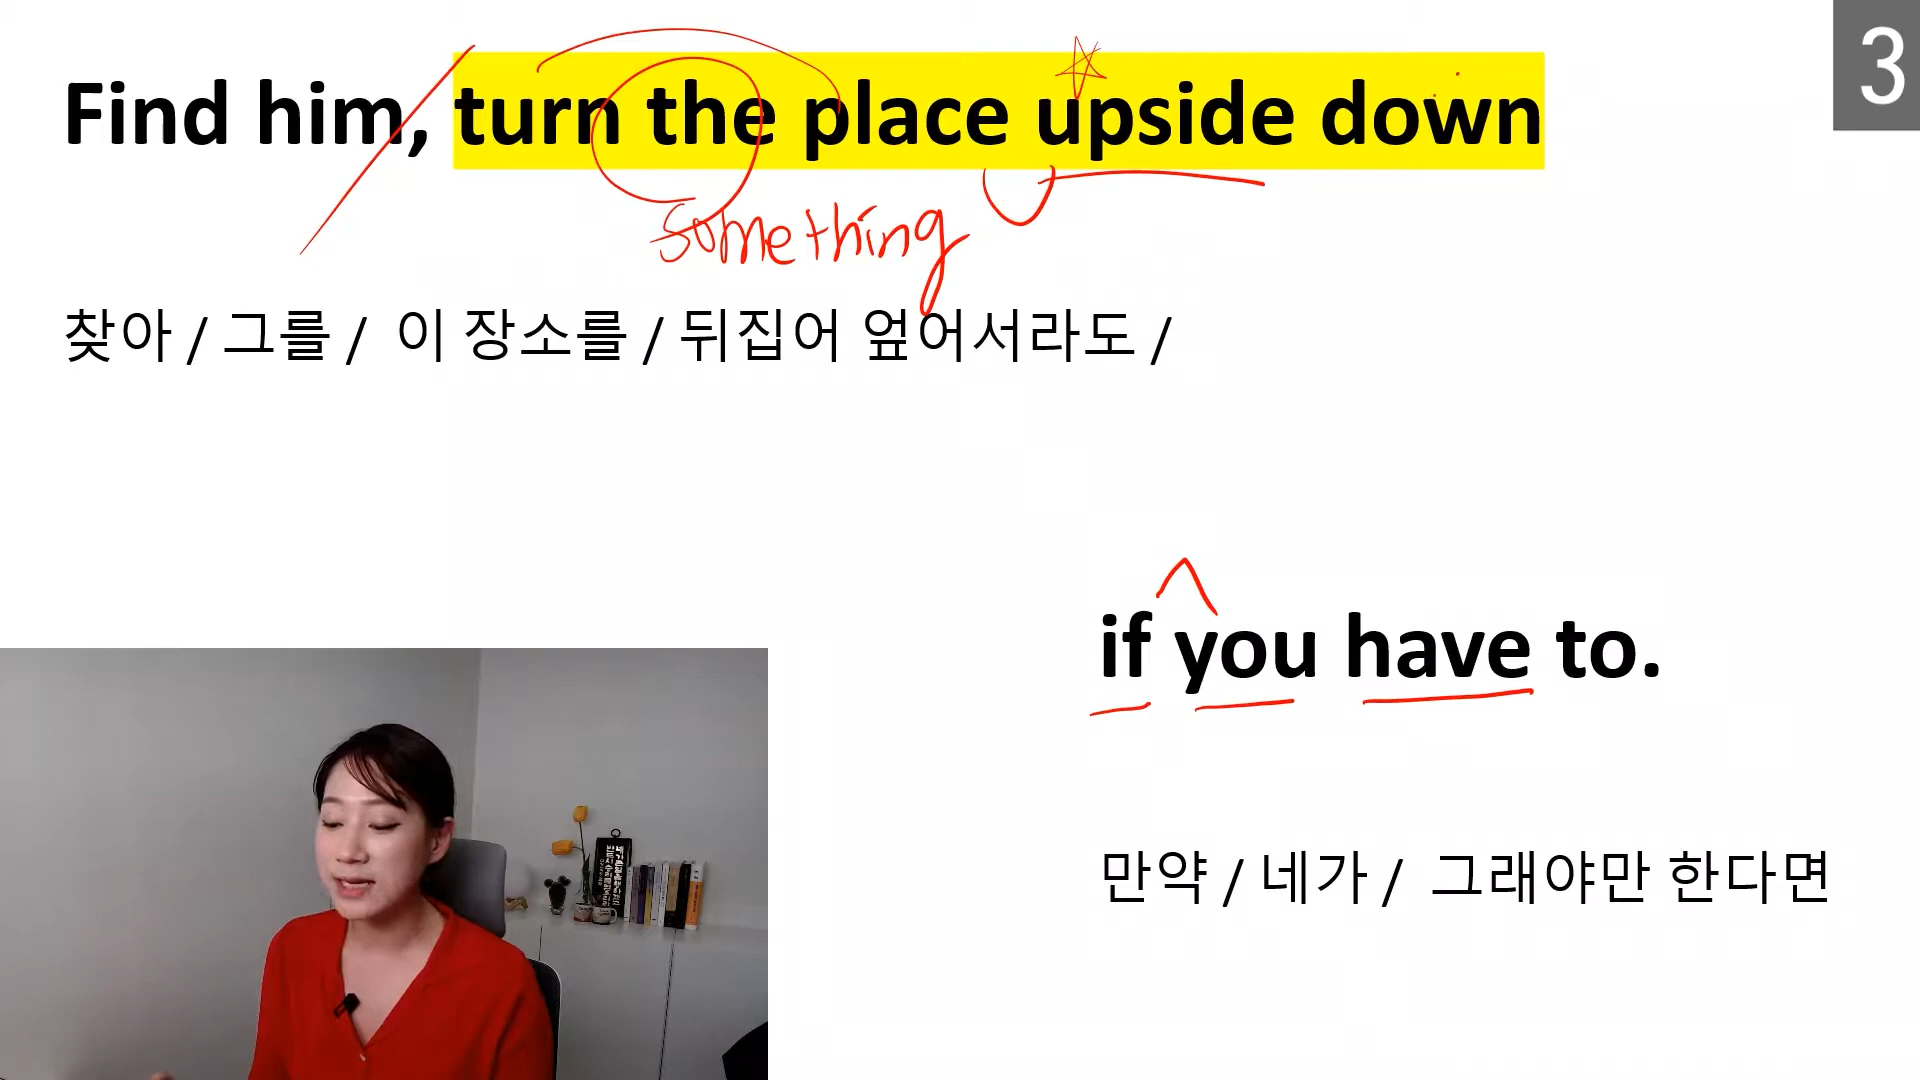 Find him, turn the place upside down
3
something
찾아 / 그를 / 이 장소를 / 뒤집어 엎어서라도 /
if you have to.
만약 / 네가 / 그래야만 한다면